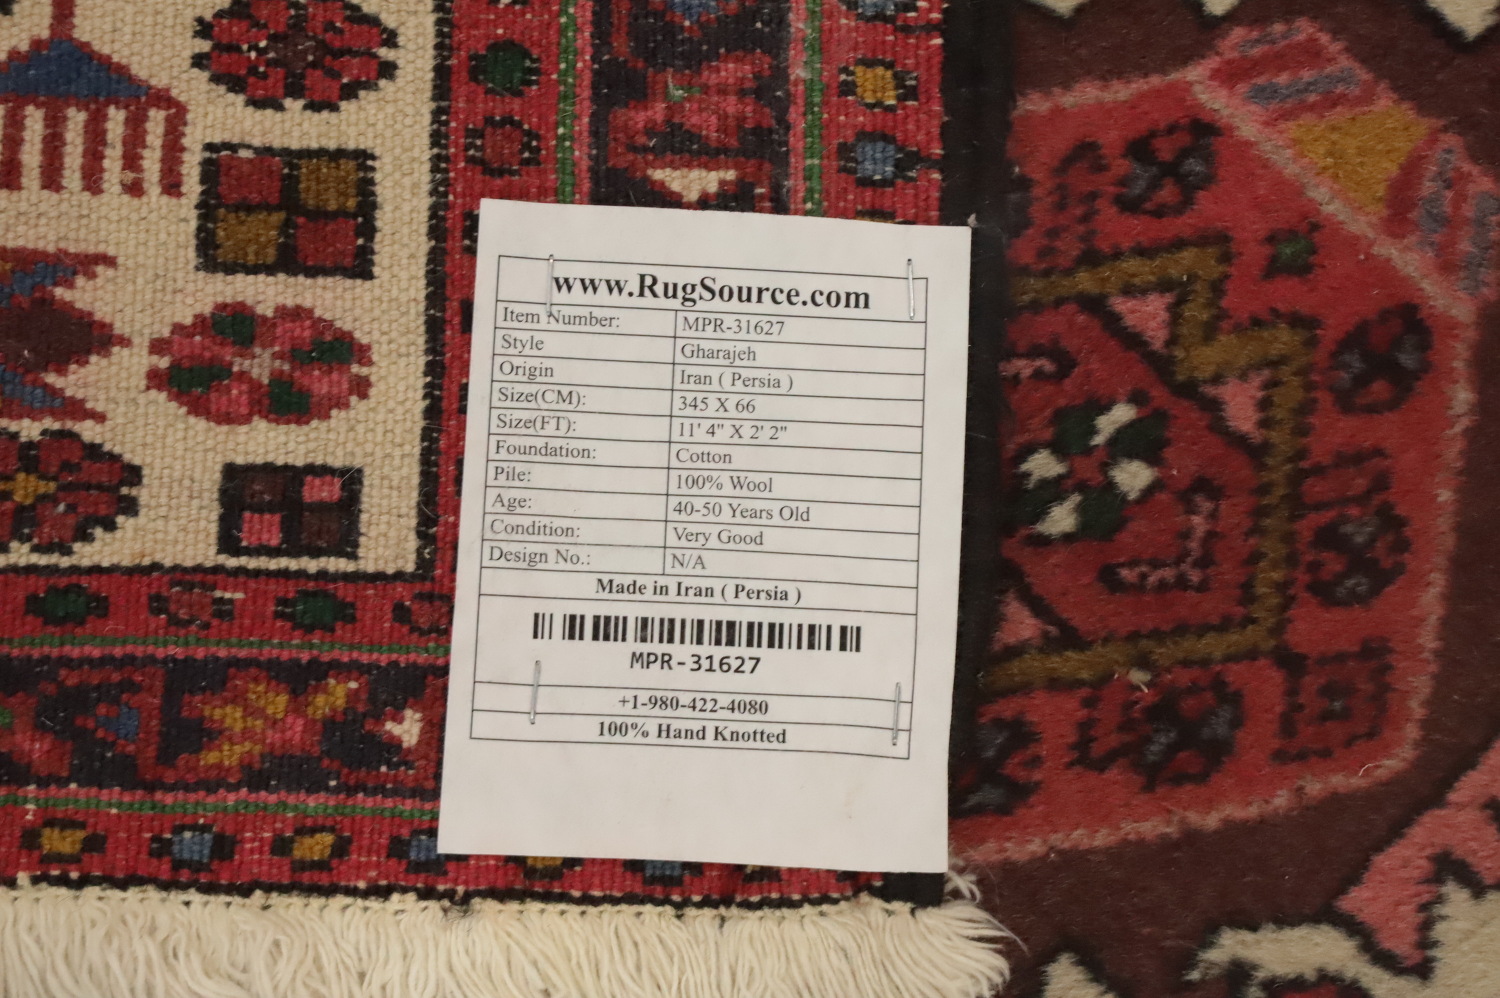 www.RugSource.com
Item Number: MPR-31627
Style Gharajeh
Origin Iran ( Persia )
Size(CM): 345 X 66
Size(FT): 11' 4" X 2' 2"
Foundation: Cotton
Pile: 100% Wool
Age: 40-50 Years Old
Condition: Very Good
Design No.: N/A
Made in Iran ( Persia )
MPR-31627
+1-980-422-4080
100% Hand Knotted